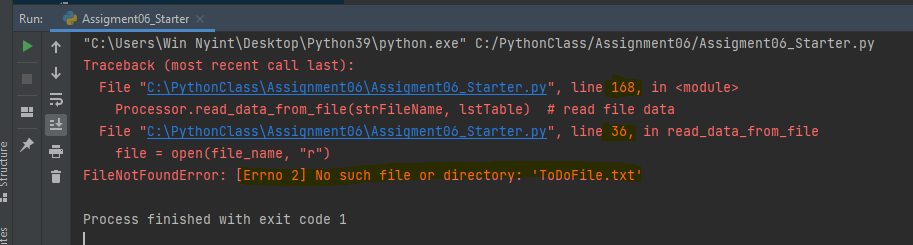 Run: Assigment06_Starter ×
"C:\Users\Win Nyint\Desktop\Python39\python.exe" C:/PythonClass/Assignment06/Assigment06_Starter.py
Traceback (most recent call last):
File "C:\PythonClass\Assignment06\Assigment06_Starter.py", line 168, in <module>
Processor.read_data_from_file(strFileName, lstTable)  # read file data
File "C:\PythonClass\Assignment06\Assigment06_Starter.py", line 36, in read_data_from_file
file = open(file_name, "r")
FileNotFoundError: [Errno 2] No such file or directory: 'ToDoFile.txt'
Process finished with exit code 1
Structure